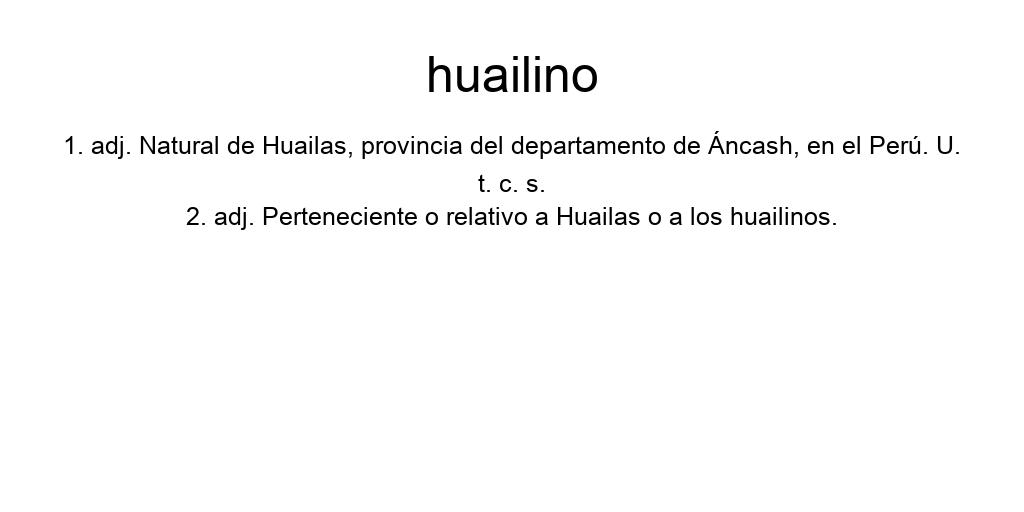 huailino
1. adj. Natural de Huailas, provincia del departamento de Áncash, en el Perú. U.
t. c. s.
2. adj. Perteneciente o relativo a Huailas o a los huailinos.